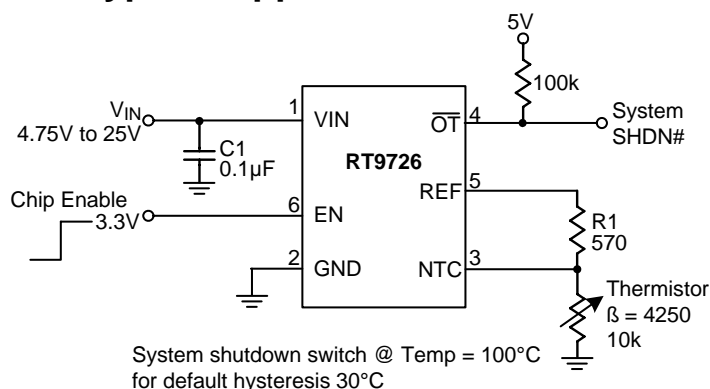 5V
100k
VIN
4.75V to 25V
C1
0.1µF
1
VIN
OT
4
System
SHDN#
RT9726
REF
5
Chip Enable
3.3V
6
EN
R1
570
2
GND
NTC
3
Thermistor
ß = 4250
10k
System shutdown switch @ Temp = 100°C
for default hysteresis 30°C